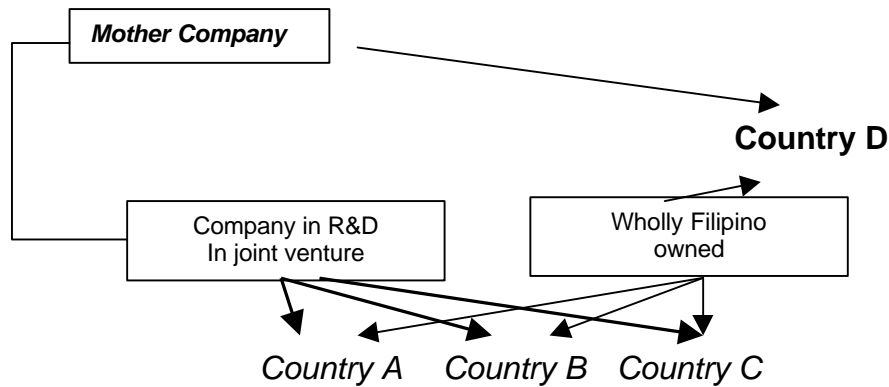 Mother Company
Country D
Company in R&D
In joint venture
Wholly Filipino
owned
Country A
Country B
Country C